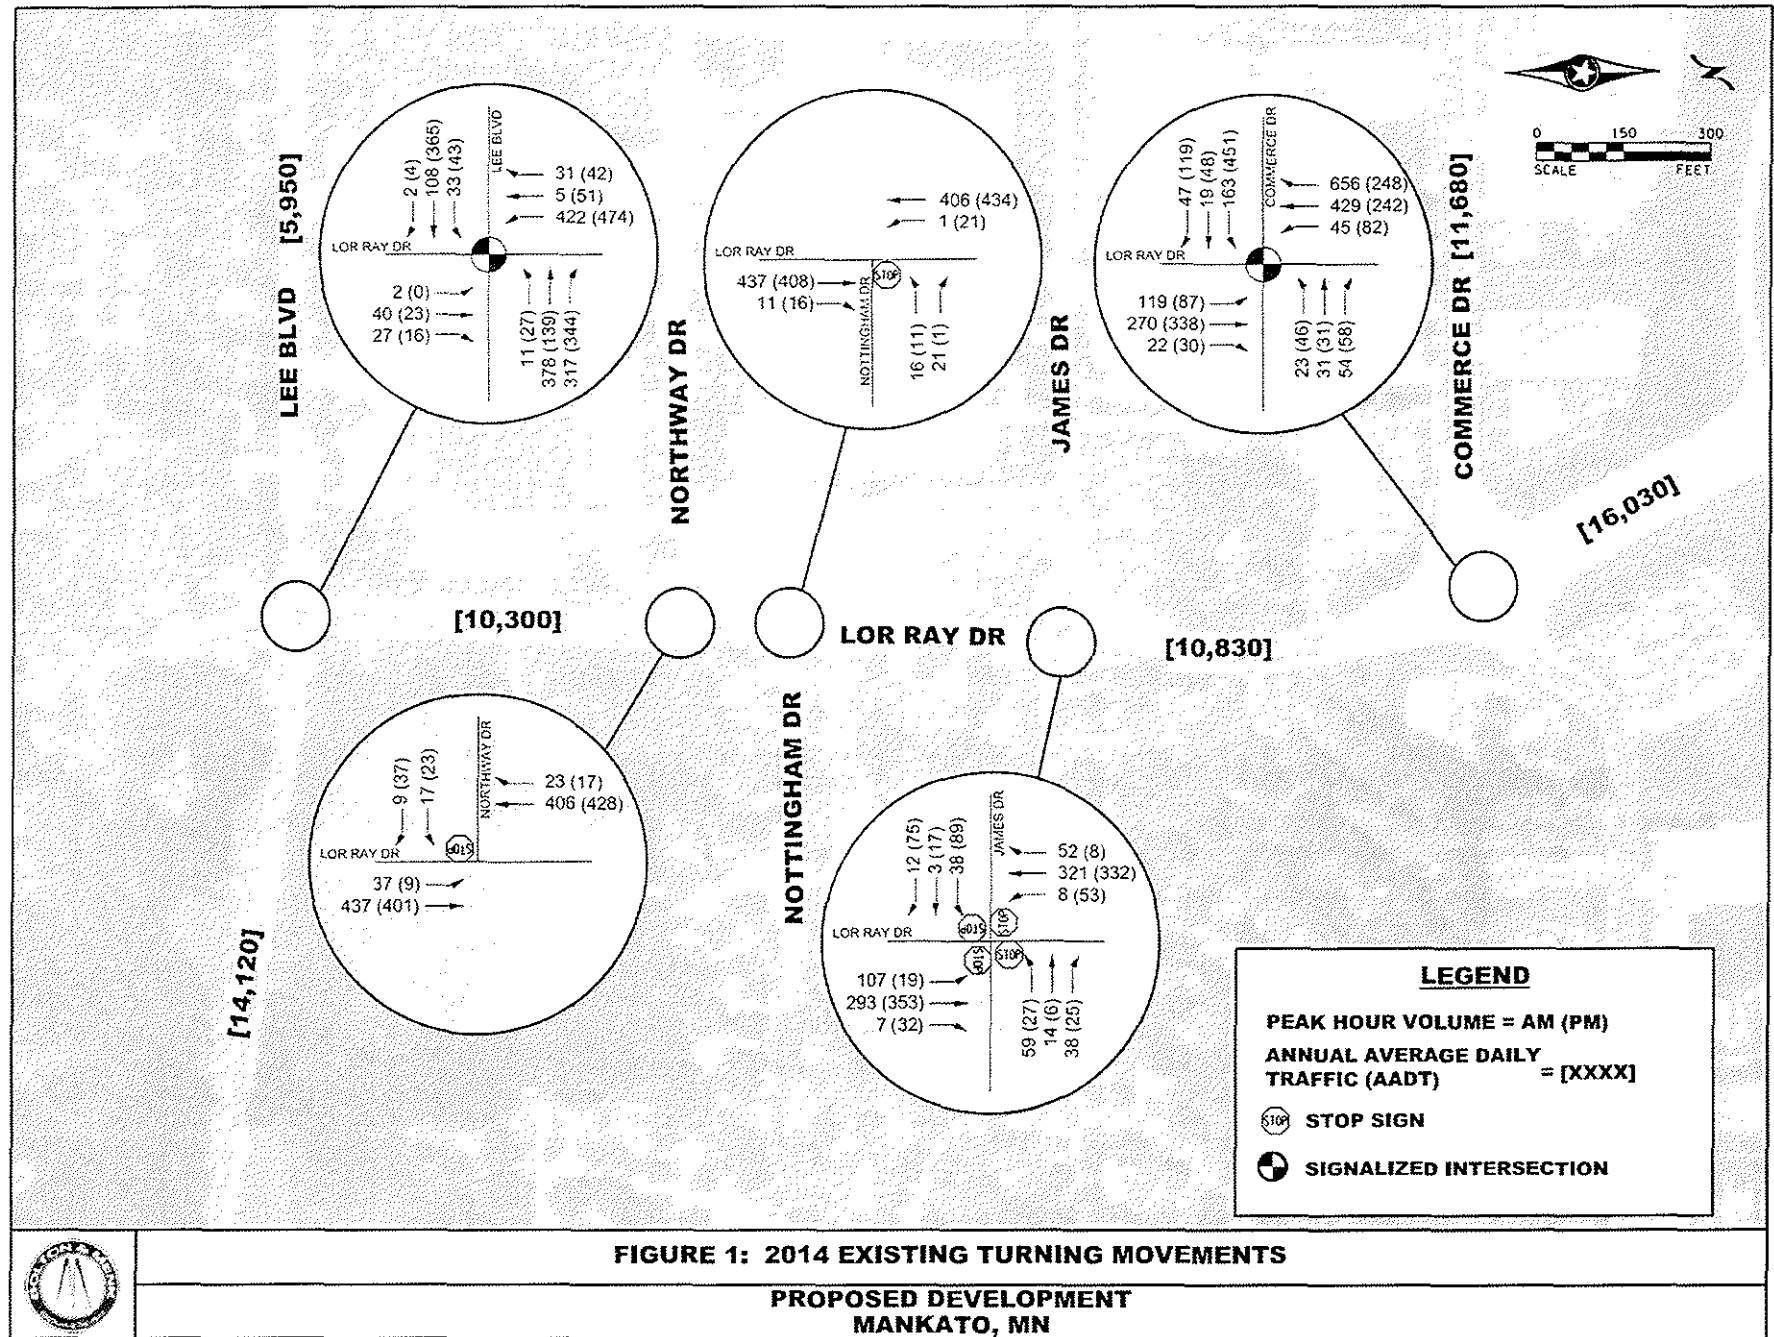 2 (4)
108 (365)
33 (43)
LEE BLVD
31 (42)
5 (51)
422 (474)
LOR RAY DR
2 (0)
40 (23)
27 (16)
11 (27)
378 (139)
317 (344)
LEE BLVD [5,950]
406 (434)
1 (21)
LOR RAY DR
STOP
437 (408)
11 (16)
NOTTINGHAM DR
16 (11)
21 (1)
NORTHWAY DR
47 (119)
19 (48)
163 (451)
COMMERCE DR
656 (248)
429 (242)
45 (82)
LOR RAY DR
119 (87)
270 (338)
22 (30)
23 (46)
31 (31)
54 (58)
JAMES DR
COMMERCE DR [11,680]
N
0 150 300
SCALE FEET
[16,030]
[10,300]
LOR RAY DR
[10,830]
9 (37)
17 (23)
NORTHWAY DR
23 (17)
406 (428)
LOR RAY DR
STOP
37 (9)
437 (401)
[14,120]
NOTTINGHAM DR
12 (75)
3 (17)
38 (89)
JAMES DR
52 (8)
321 (332)
8 (53)
LOR RAY DR
STOP
STOP
STOP
STOP
107 (19)
293 (353)
7 (32)
59 (27)
14 (6)
38 (25)
LEGEND
PEAK HOUR VOLUME = AM (PM)
ANNUAL AVERAGE DAILY
TRAFFIC (AADT) = [XXXX]
STOP STOP SIGN
SIGNALIZED INTERSECTION
FIGURE 1: 2014 EXISTING TURNING MOVEMENTS
PROPOSED DEVELOPMENT
MANKATO, MN